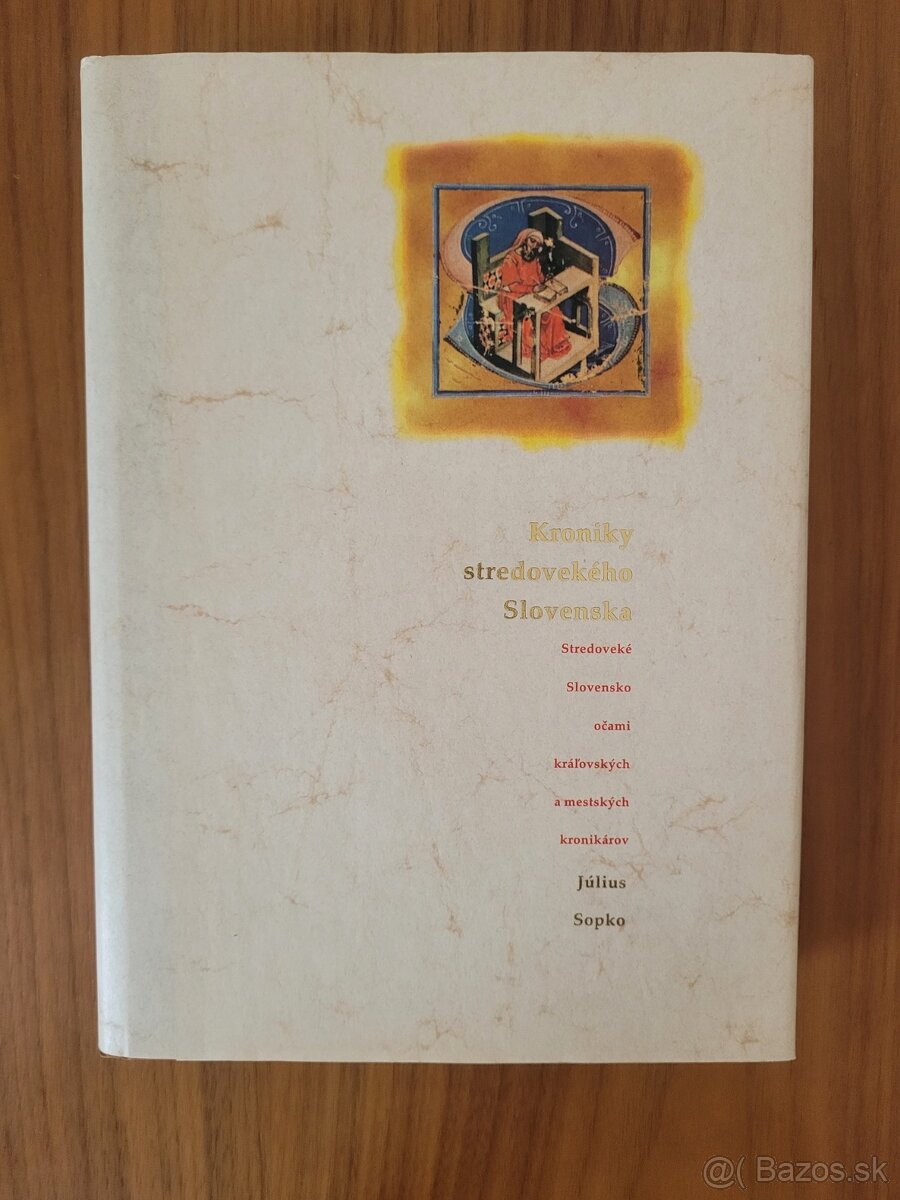 Kroniky
stredovekého
Slovenska
Stredoveké
Slovensko
očami
kráľovských
a mestských
kronikárov
Július
Sopko
@( Bazos.sk